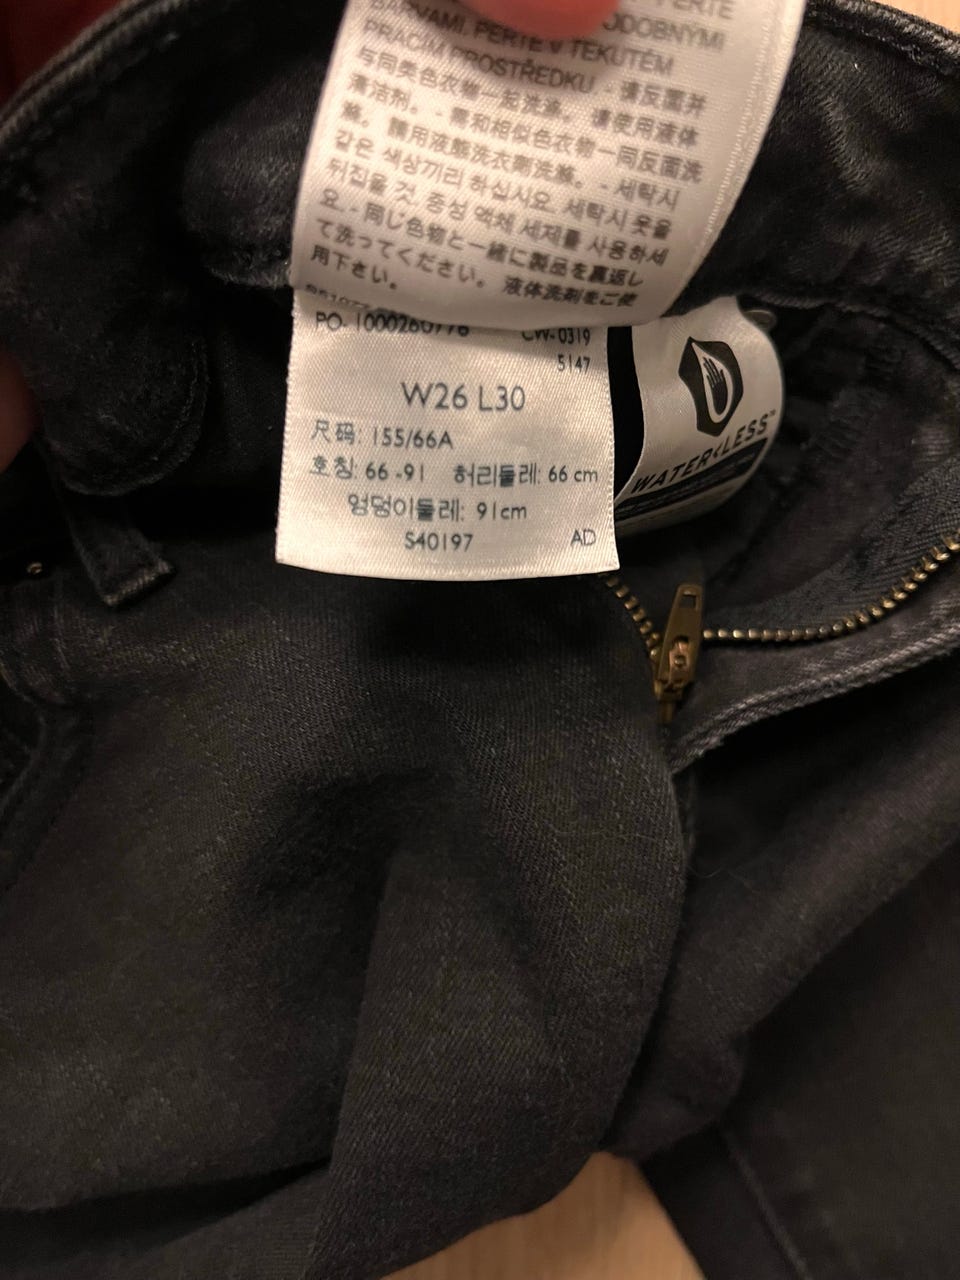 PERTE
BARVAMI. PERTE V TEKUTÉM
PODOBNÝMI
PRACÍM PROSTŘEDKU - 请反面并
与同类色衣物一起洗涤。 请使用液体
清洁剂。 - 需和相似色衣物一同反面洗
滌。 請用液態洗衣劑洗滌。 - 세탁시
같은 색상끼리 하십시요. 세탁시 옷을
뒤집을 것. 중성 액체 세제를 사용하세
요. - 同じ色物と一緒に製品を裏返し
て洗ってください。 液体洗剤をご使
用下さい。
PO- 1000260776 CW-0319
5147
W26 L30
尺码: 155/66A
호칭: 66 -91 허리둘레: 66 cm
엉덩이둘레: 91cm
S40197 AD
WATER<LESS™